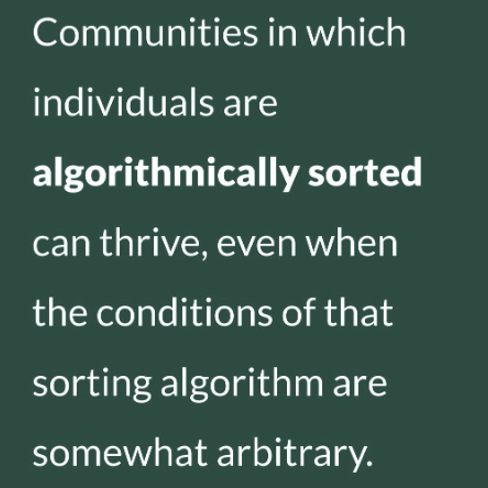 Communities in which
individuals are
algorithmically sorted
can thrive, even when
the conditions of that
sorting algorithm are
somewhat arbitrary.